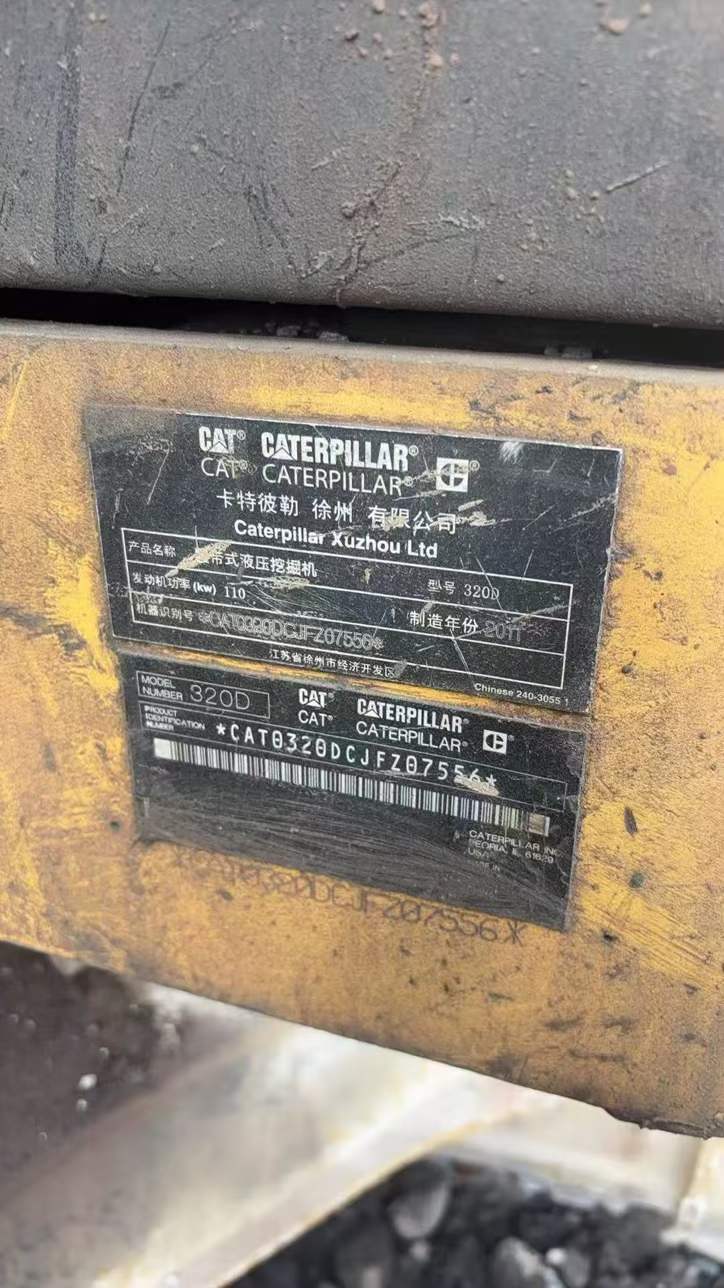 CAT® CATERPILLAR®
CAT® CATERPILLAR®
卡特彼勒 徐州 有限公司
Caterpillar Xuzhou Ltd
产品名称 带式液压挖掘机 型号 320D
发动机功率(kw) 110 制造年份 2011
机器识别号 *CAT0320DCJFZ07556*
江苏省徐州市经济开发区
Chinese 240-3055 1
MODEL NUMBER 320D
CAT® CATERPILLAR®
CAT® CATERPILLAR®
PRODUCT IDENTIFICATION NUMBER *CAT0320DCJFZ07556*
CATERPILLAR INC.
PEORIA, IL 61629
USA
IN
0320DCJFZ07556*